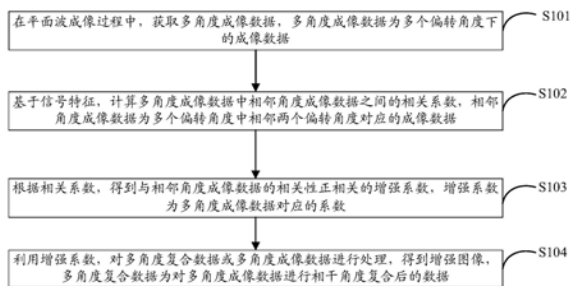 在平面波成像过程中，获取多角度成像数据，多角度成像数据为多个偏转角度下
的成像数据
S101
基于信号特征，计算多角度成像数据中相邻角度成像数据之间的相关系数，相邻
角度成像数据为多个偏转角度中相邻两个偏转角度对应的成像数据
S102
根据相关系数，得到与相邻角度成像数据的相关性正相关的增强系数，增强系数
为多角度成像数据对应的系数
S103
利用增强系数，对多角度复合数据或多角度成像数据进行处理，得到增强图像，
多角度复合数据为对多角度成像数据进行相干角度复合后的数据
S104